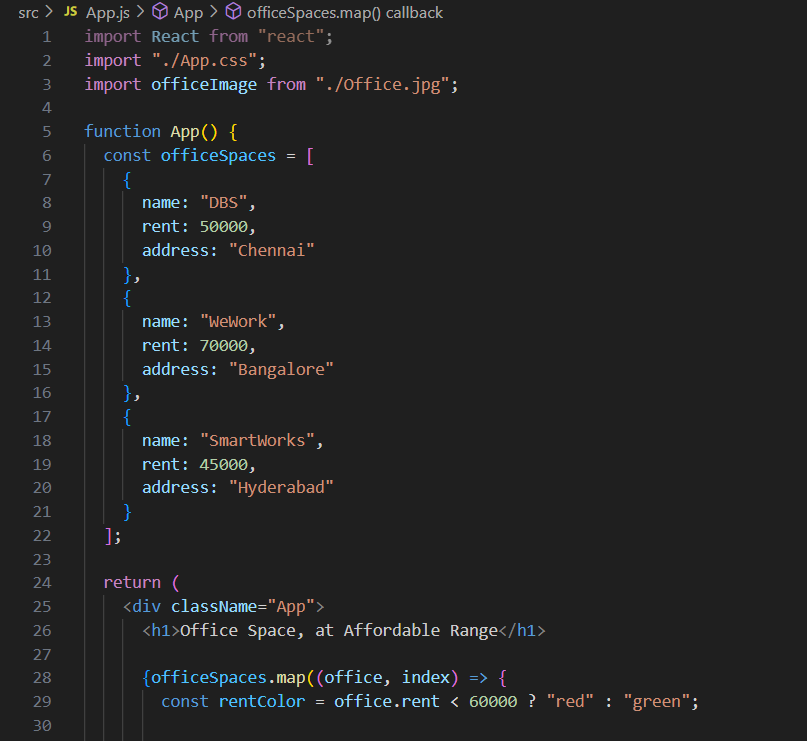 src > JS App.js > App > officeSpaces.map() callback
1 import React from "react";
2 import "./App.css";
3 import officeImage from "./Office.jpg";
4
5 function App() {
6 const officeSpaces = [
7 {
8 name: "DBS",
9 rent: 50000,
10 address: "Chennai"
11 },
12 {
13 name: "WeWork",
14 rent: 70000,
15 address: "Bangalore"
16 },
17 {
18 name: "SmartWorks",
19 rent: 45000,
20 address: "Hyderabad"
21 }
22 ];
23
24 return (
25 <div className="App">
26 <h1>Office Space, at Affordable Range</h1>
27
28 {officeSpaces.map((office, index) => {
29 const rentColor = office.rent < 60000 ? "red" : "green";
30